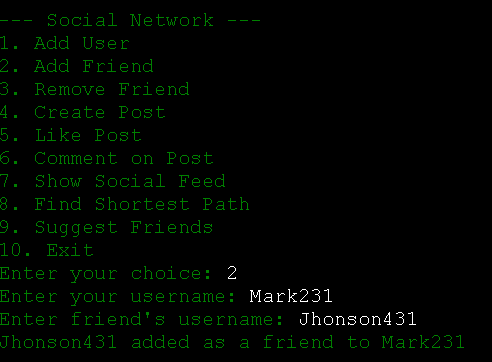 --- Social Network ---
1. Add User
2. Add Friend
3. Remove Friend
4. Create Post
5. Like Post
6. Comment on Post
7. Show Social Feed
8. Find Shortest Path
9. Suggest Friends
10. Exit
Enter your choice: 2
Enter your username: Mark231
Enter friend's username: Jhonson431
Jhonson431 added as a friend to Mark231